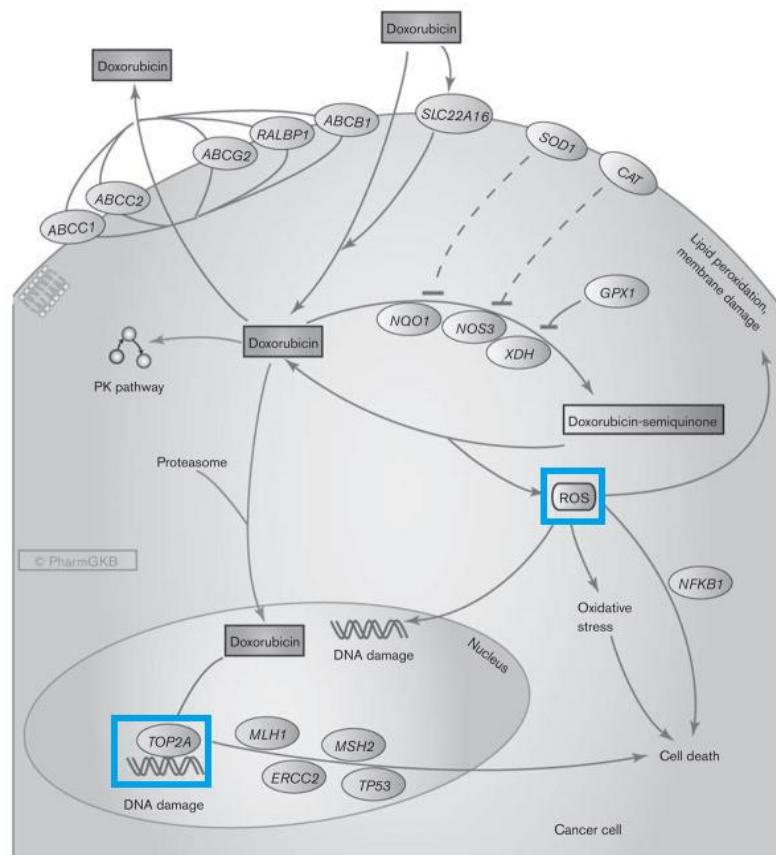 Doxorubicin
Doxorubicin
ABCB1
SLC22A16
RALBP1
SOD1
ABCG2
CAT
ABCC2
ABCC1
Lipid peroxidation,
membrane damage
GPX1
NQO1
NOS3
XDH
Doxorubicin
PK pathway
Doxorubicin-semiquinone
Proteasome
ROS
© PharmGKB
NFKB1
Oxidative
stress
Doxorubicin
DNA damage
Nucleus
TOP2A
MLH1
MSH2
ERCC2
TP53
Cell death
DNA damage
Cancer cell